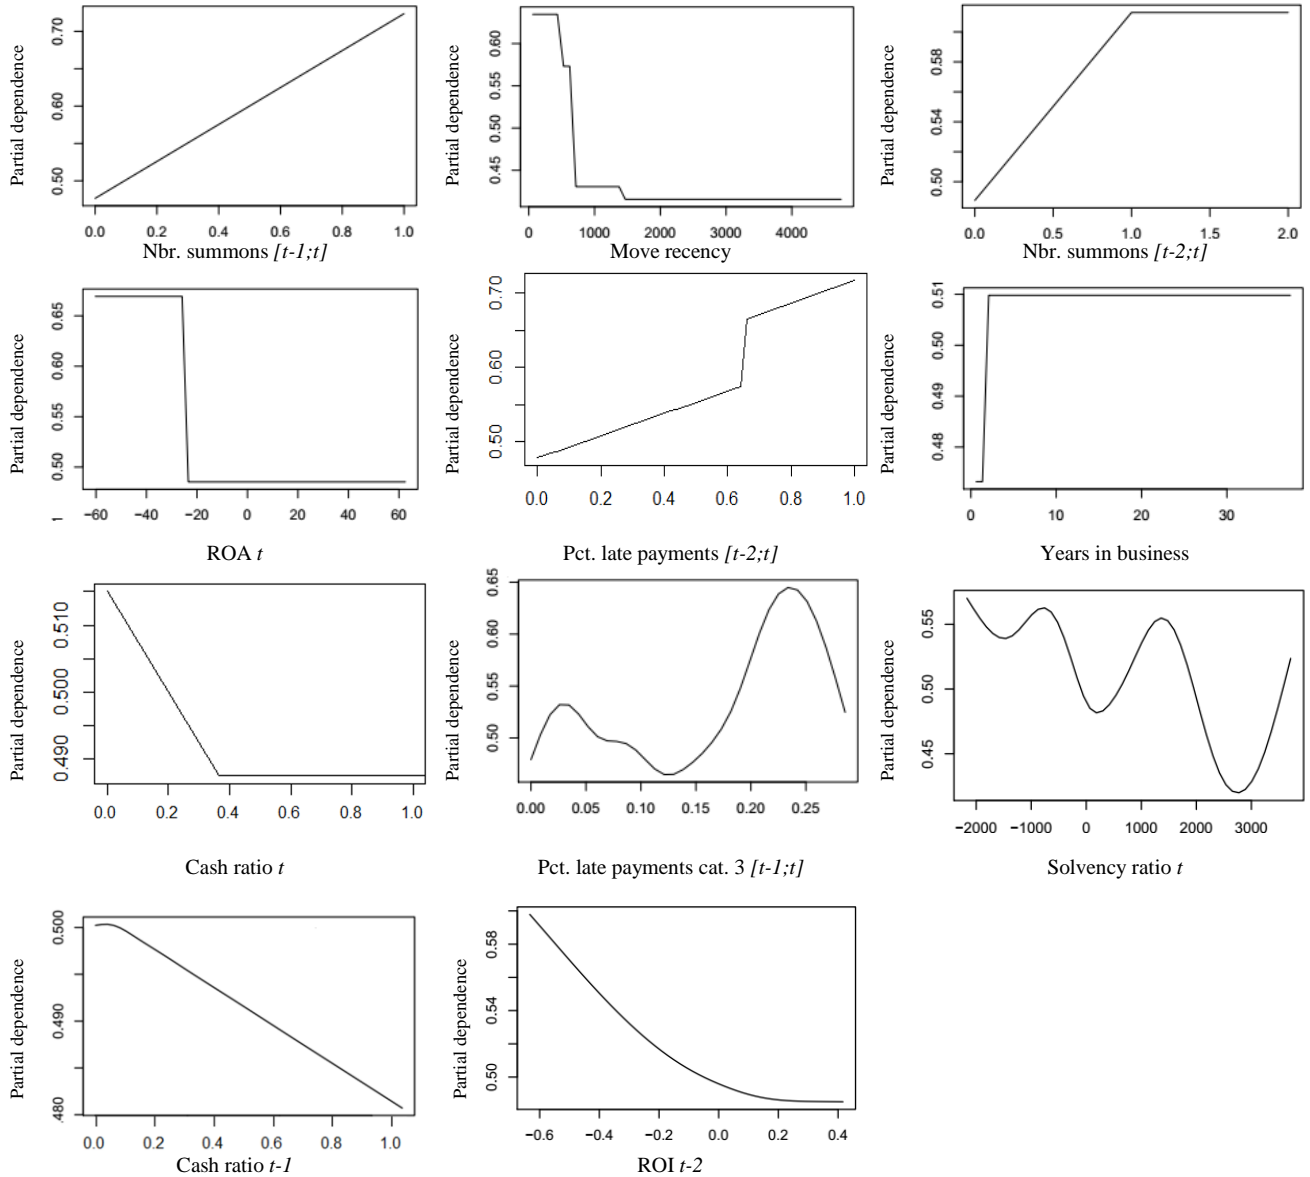 Partial dependence
0.50 0.60 0.70
0.0 0.2 0.4 0.6 0.8 1.0
Nbr. summons [t-1;t]
Partial dependence
0.45 0.50 0.55 0.60
0 1000 2000 3000 4000
Move recency
Partial dependence
0.50 0.54 0.58
0.0 0.5 1.0 1.5 2.0
Nbr. summons [t-2;t]
Partial dependence
1 0.50 0.55 0.60 0.65
−60 −40 −20 0 20 40 60
ROA t
Partial dependence
0.50 0.60 0.70
0.0 0.2 0.4 0.6 0.8 1.0
Pct. late payments [t-2;t]
Partial dependence
0.48 0.49 0.50 0.51
0 10 20 30
Years in business
Partial dependence
0.490 0.500 0.510
0.0 0.2 0.4 0.6 0.8 1.0
Cash ratio t
Partial dependence
0.50 0.55 0.60 0.65
0.00 0.05 0.10 0.15 0.20 0.25
Pct. late payments cat. 3 [t-1;t]
Partial dependence
0.45 0.50 0.55
−2000 −1000 0 1000 2000 3000
Solvency ratio t
Partial dependence
.480 0.490 0.500
0.0 0.2 0.4 0.6 0.8 1.0
Cash ratio t-1
Partial dependence
0.50 0.54 0.58
−0.6 −0.4 −0.2 0.0 0.2 0.4
ROI t-2